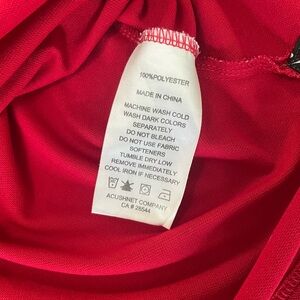 100%POLYESTER
MADE IN CHINA
MACHINE WASH COLD
WASH DARK COLORS
SEPARATELY
DO NOT BLEACH
DO NOT USE FABRIC
SOFTENERS
TUMBLE DRY LOW
REMOVE IMMEDIATELY
COOL IRON IF NECESSARY
ACUSHNET COMPANY
CA # 28544